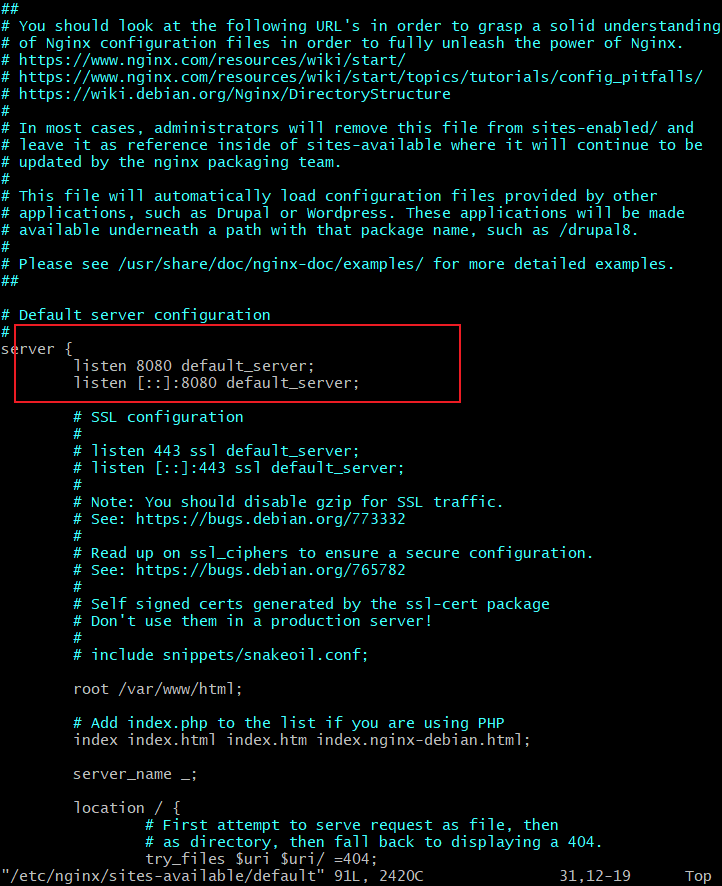 ##
# You should look at the following URL's in order to grasp a solid understanding
# of Nginx configuration files in order to fully unleash the power of Nginx.
# https://www.nginx.com/resources/wiki/start/
# https://www.nginx.com/resources/wiki/start/topics/tutorials/config_pitfalls/
# https://wiki.debian.org/Nginx/DirectoryStructure
#
# In most cases, administrators will remove this file from sites-enabled/ and
# leave it as reference inside of sites-available where it will continue to be
# updated by the nginx packaging team.
#
# This file will automatically load configuration files provided by other
# applications, such as Drupal or Wordpress. These applications will be made
# available underneath a path with that package name, such as /drupal8.
#
# Please see /usr/share/doc/nginx-doc/examples/ for more detailed examples.
##

# Default server configuration
#
server {
        listen 8080 default_server;
        listen [::]:8080 default_server;

        # SSL configuration
        #
        # listen 443 ssl default_server;
        # listen [::]:443 ssl default_server;
        #
        # Note: You should disable gzip for SSL traffic.
        # See: https://bugs.debian.org/773332
        #
        # Read up on ssl_ciphers to ensure a secure configuration.
        # See: https://bugs.debian.org/765782
        #
        # Self signed certs generated by the ssl-cert package
        # Don't use them in a production server!
        #
        # include snippets/snakeoil.conf;

        root /var/www/html;

        # Add index.php to the list if you are using PHP
        index index.html index.htm index.nginx-debian.html;

        server_name _;

        location / {
                # First attempt to serve request as file, then
                # as directory, then fall back to displaying a 404.
                try_files $uri $uri/ =404;
"/etc/nginx/sites-available/default" 91L, 2420C 31,12-19 Top